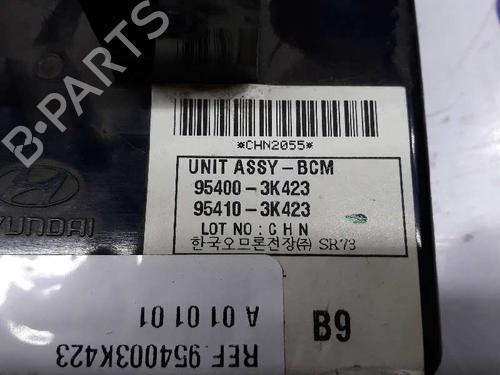 *CHN2055*
UNIT ASSY-BCM
95400-3K423
95410-3K423
LOT NO : C H N
한국오므론전장(주) SR73
B9
HYUNDAI
REF. 954003K423
A 01 01 01